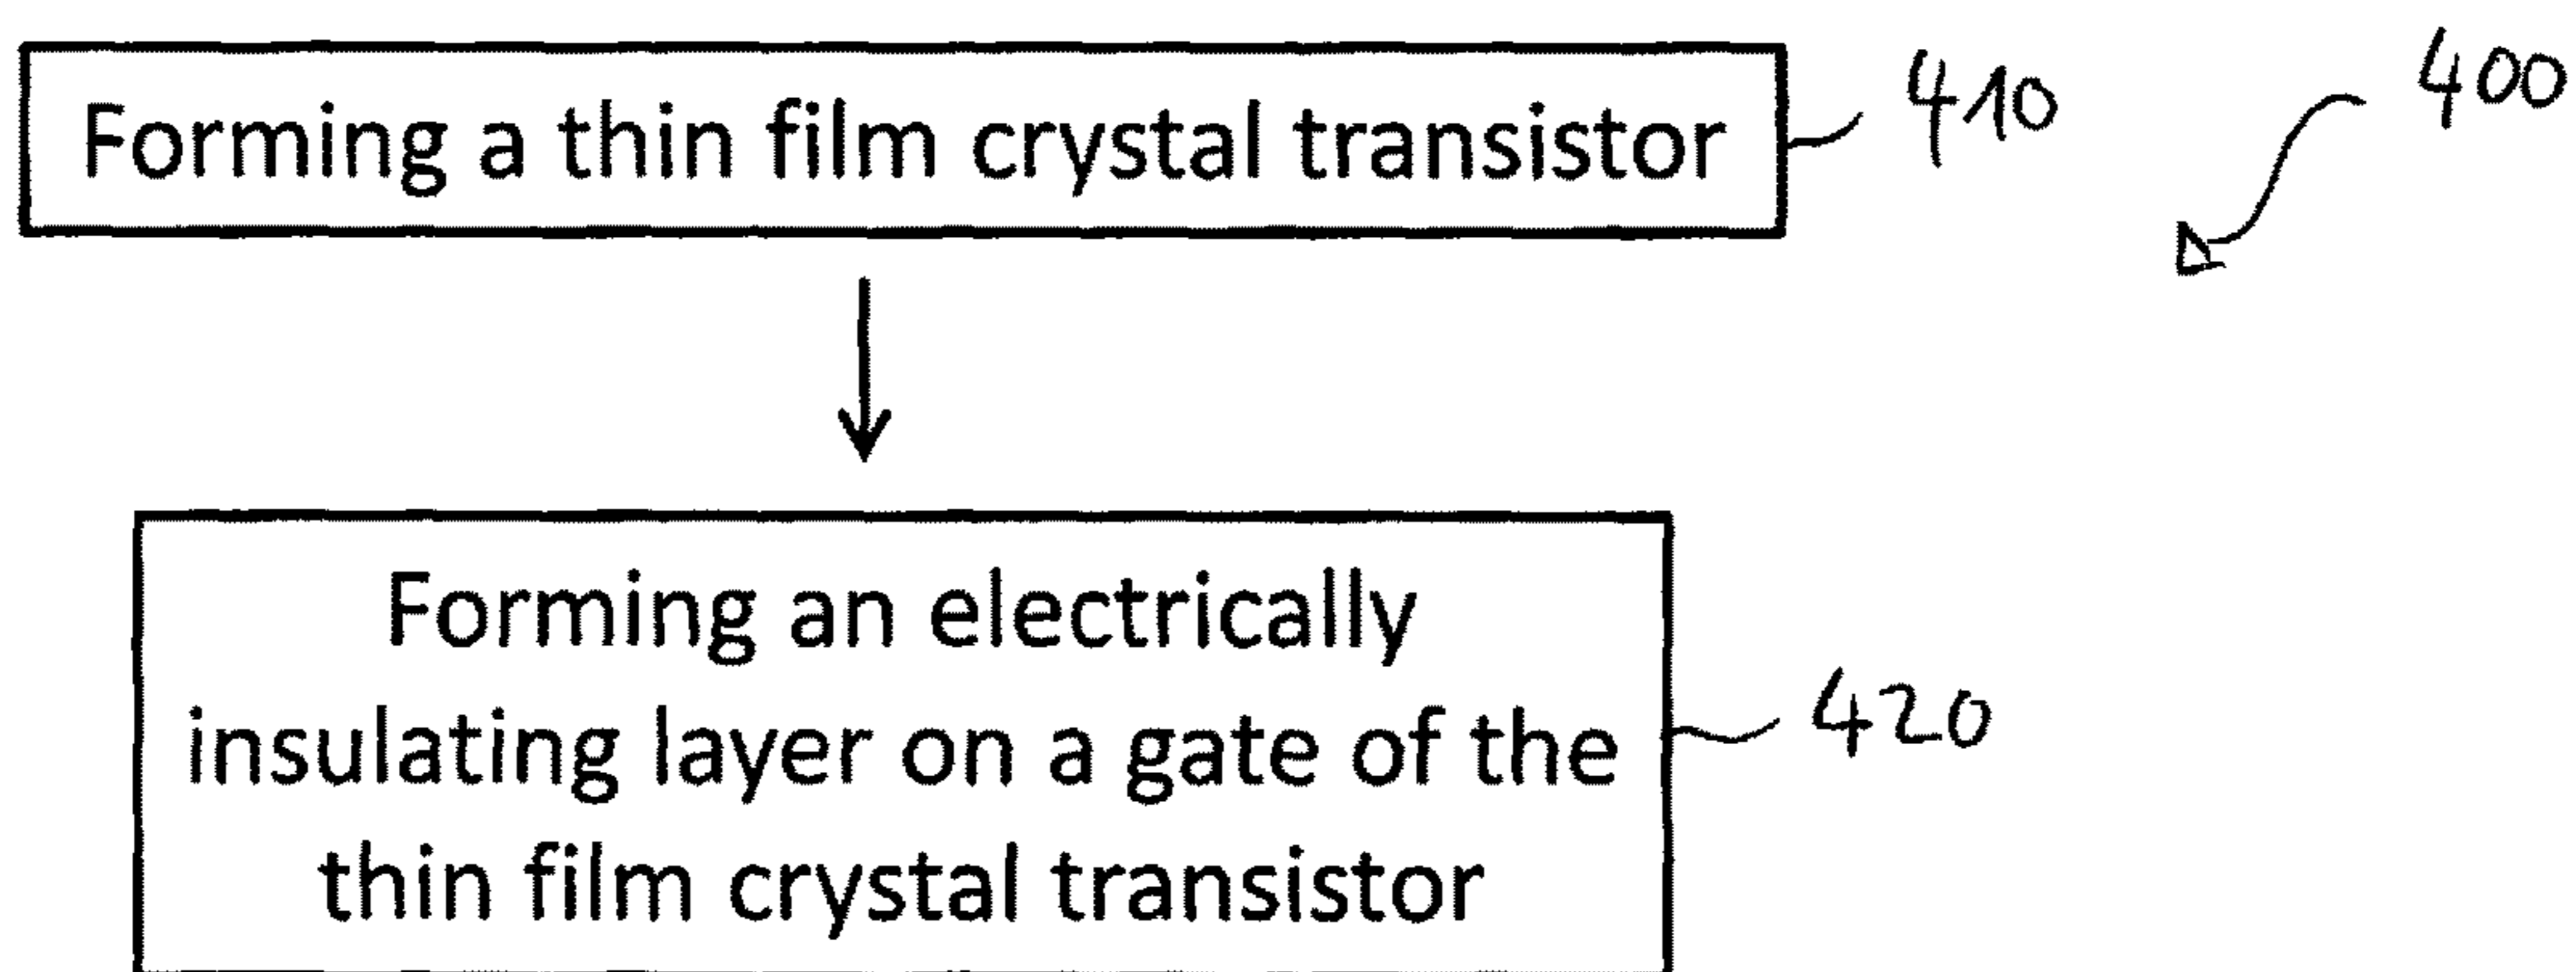 Forming a thin film crystal transistor
410
400
Forming an electrically
insulating layer on a gate of the
thin film crystal transistor
420